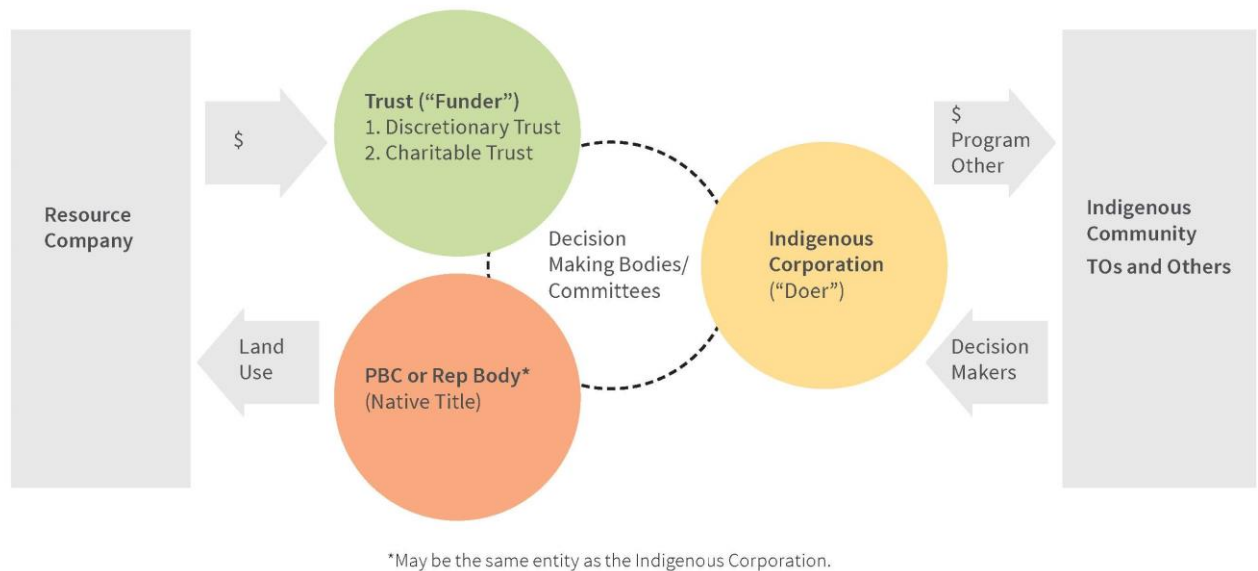 Resource
Company
$
Trust (“Funder”)
1. Discretionary Trust
2. Charitable Trust
Land
Use
PBC or Rep Body*
(Native Title)
Decision
Making Bodies/
Committees
Indigenous
Corporation
(“Doer”)
$
Program
Other
Decision
Makers
Indigenous
Community
TOs and Others
*May be the same entity as the Indigenous Corporation.